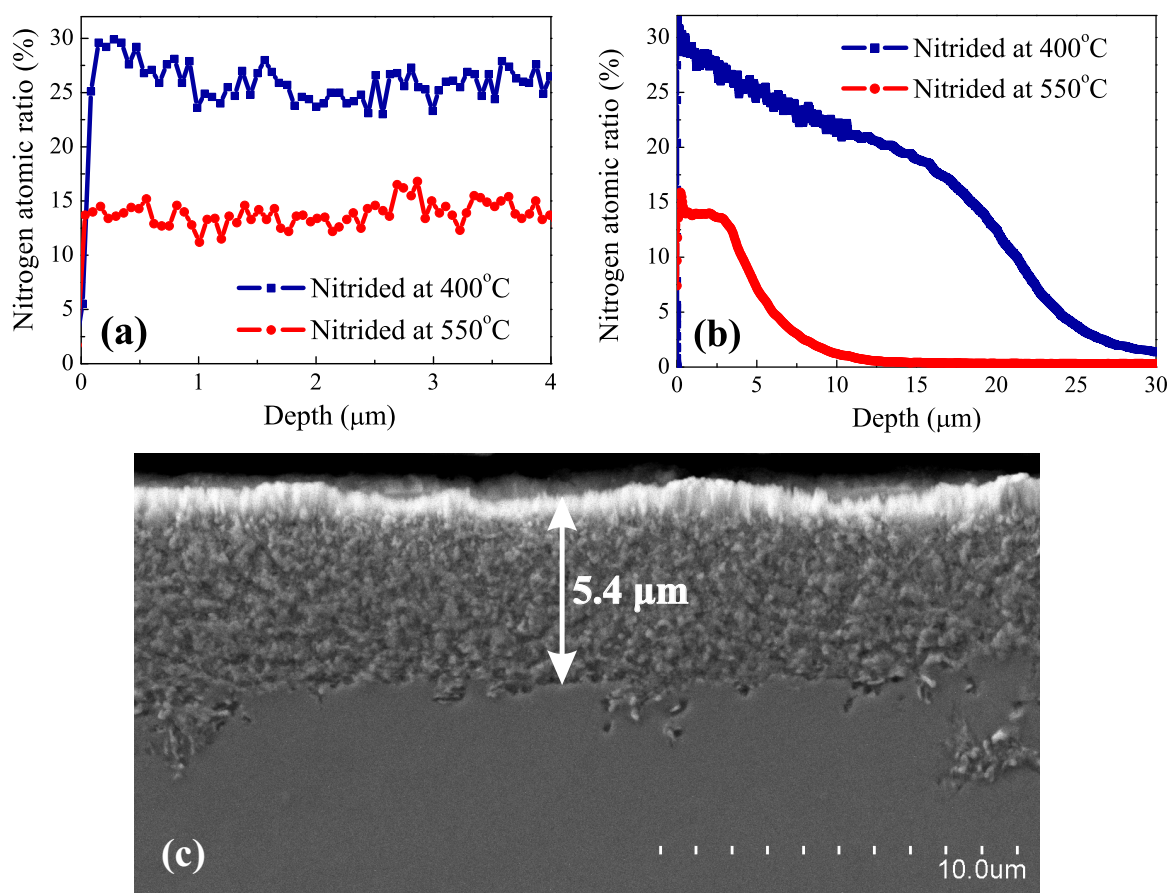 Nitrogen atomic ratio (%)
30
25
20
15
10
5
0
Nitrided at 400°C
Nitrided at 550°C
(a)
0 1 2 3 4
Depth (μm)
Nitrogen atomic ratio (%)
30
25
20
15
10
5
0
Nitrided at 400°C
Nitrided at 550°C
(b)
0 5 10 15 20 25 30
Depth (μm)
5.4 μm
(c)
10.0um